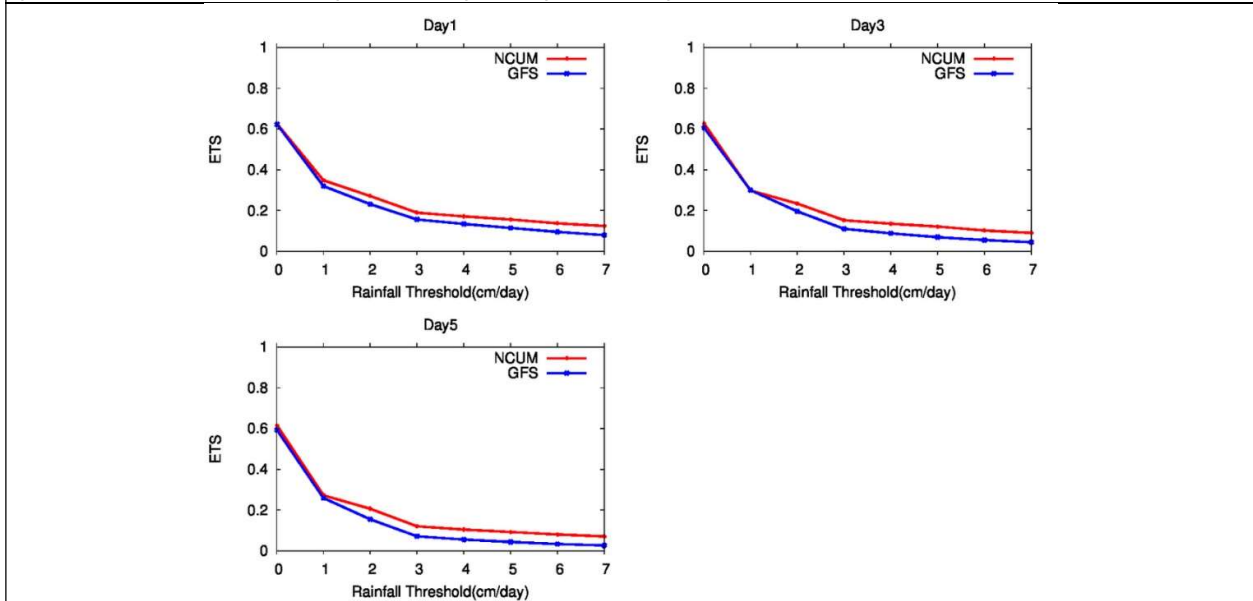 Day1
1
0.8
0.6
0.4
0.2
0
ETS
NCUM
GFS
0 1 2 3 4 5 6 7
Rainfall Threshold(cm/day)
Day3
1
0.8
0.6
0.4
0.2
0
ETS
NCUM
GFS
0 1 2 3 4 5 6 7
Rainfall Threshold(cm/day)
Day5
1
0.8
0.6
0.4
0.2
0
ETS
NCUM
GFS
0 1 2 3 4 5 6 7
Rainfall Threshold(cm/day)